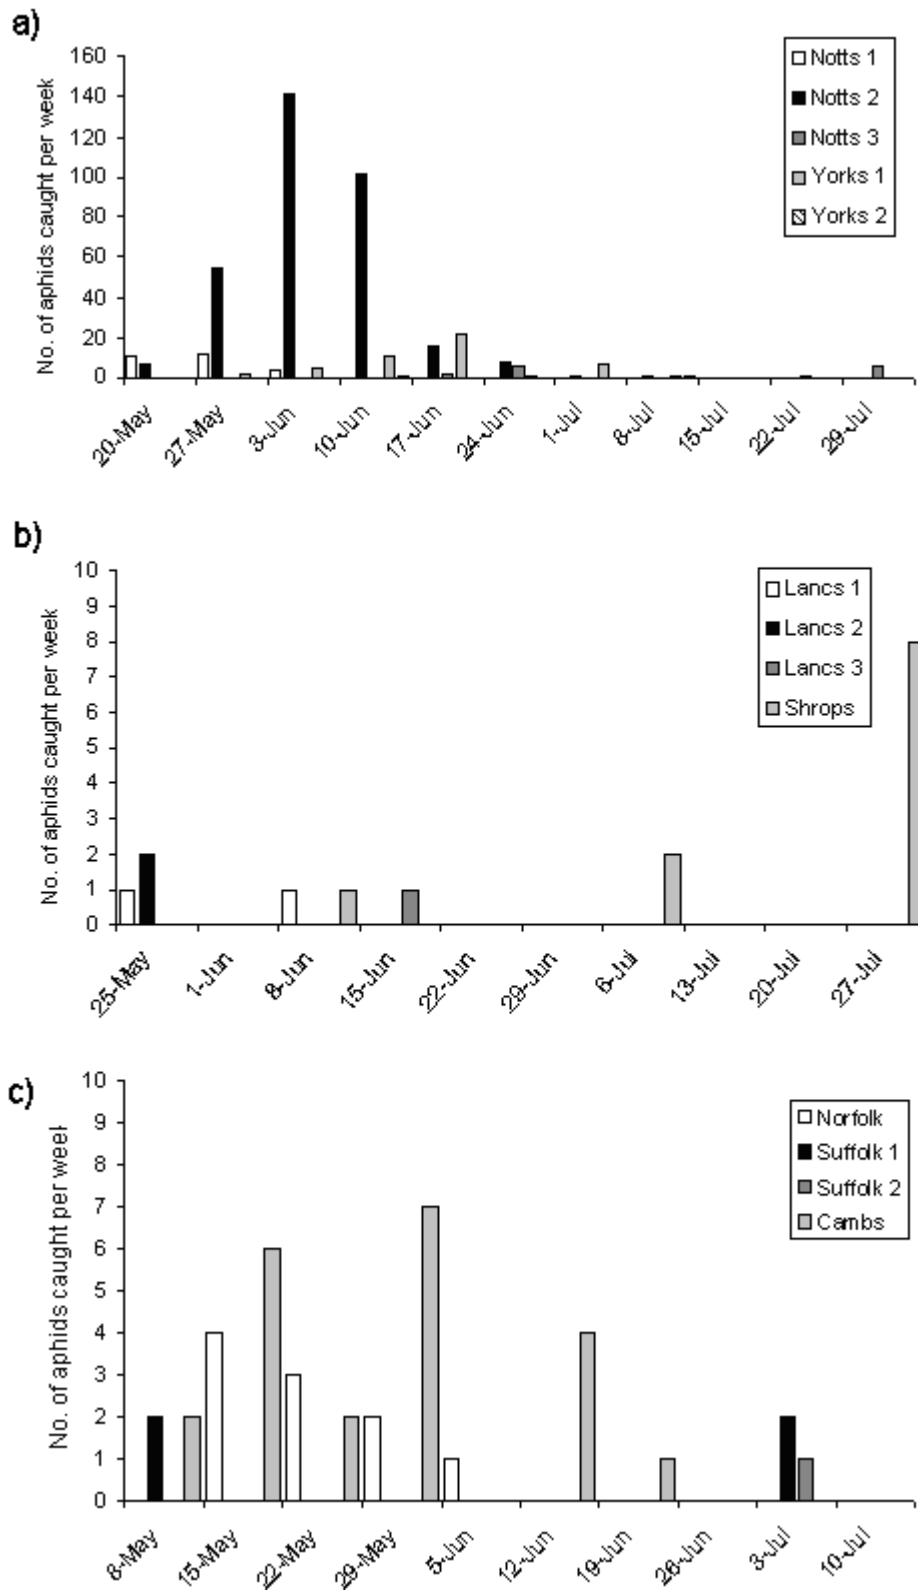 a)
No. of aphids caught per week
160
140
120
100
80
60
40
20
0
20-May
27-May
3-Jun
10-Jun
17-Jun
24-Jun
1-Jul
8-Jul
15-Jul
22-Jul
29-Jul
Notts 1
Notts 2
Notts 3
Yorks 1
Yorks 2
b)
No. of aphids caught per week
10
9
8
7
6
5
4
3
2
1
0
25-May
1-Jun
8-Jun
15-Jun
22-Jun
29-Jun
6-Jul
13-Jul
20-Jul
27-Jul
Lancs 1
Lancs 2
Lancs 3
Shrops
c)
No. of aphids caught per week
10
9
8
7
6
5
4
3
2
1
0
8-May
15-May
22-May
29-May
5-Jun
12-Jun
19-Jun
26-Jun
3-Jul
10-Jul
Norfolk
Suffolk 1
Suffolk 2
Cambs